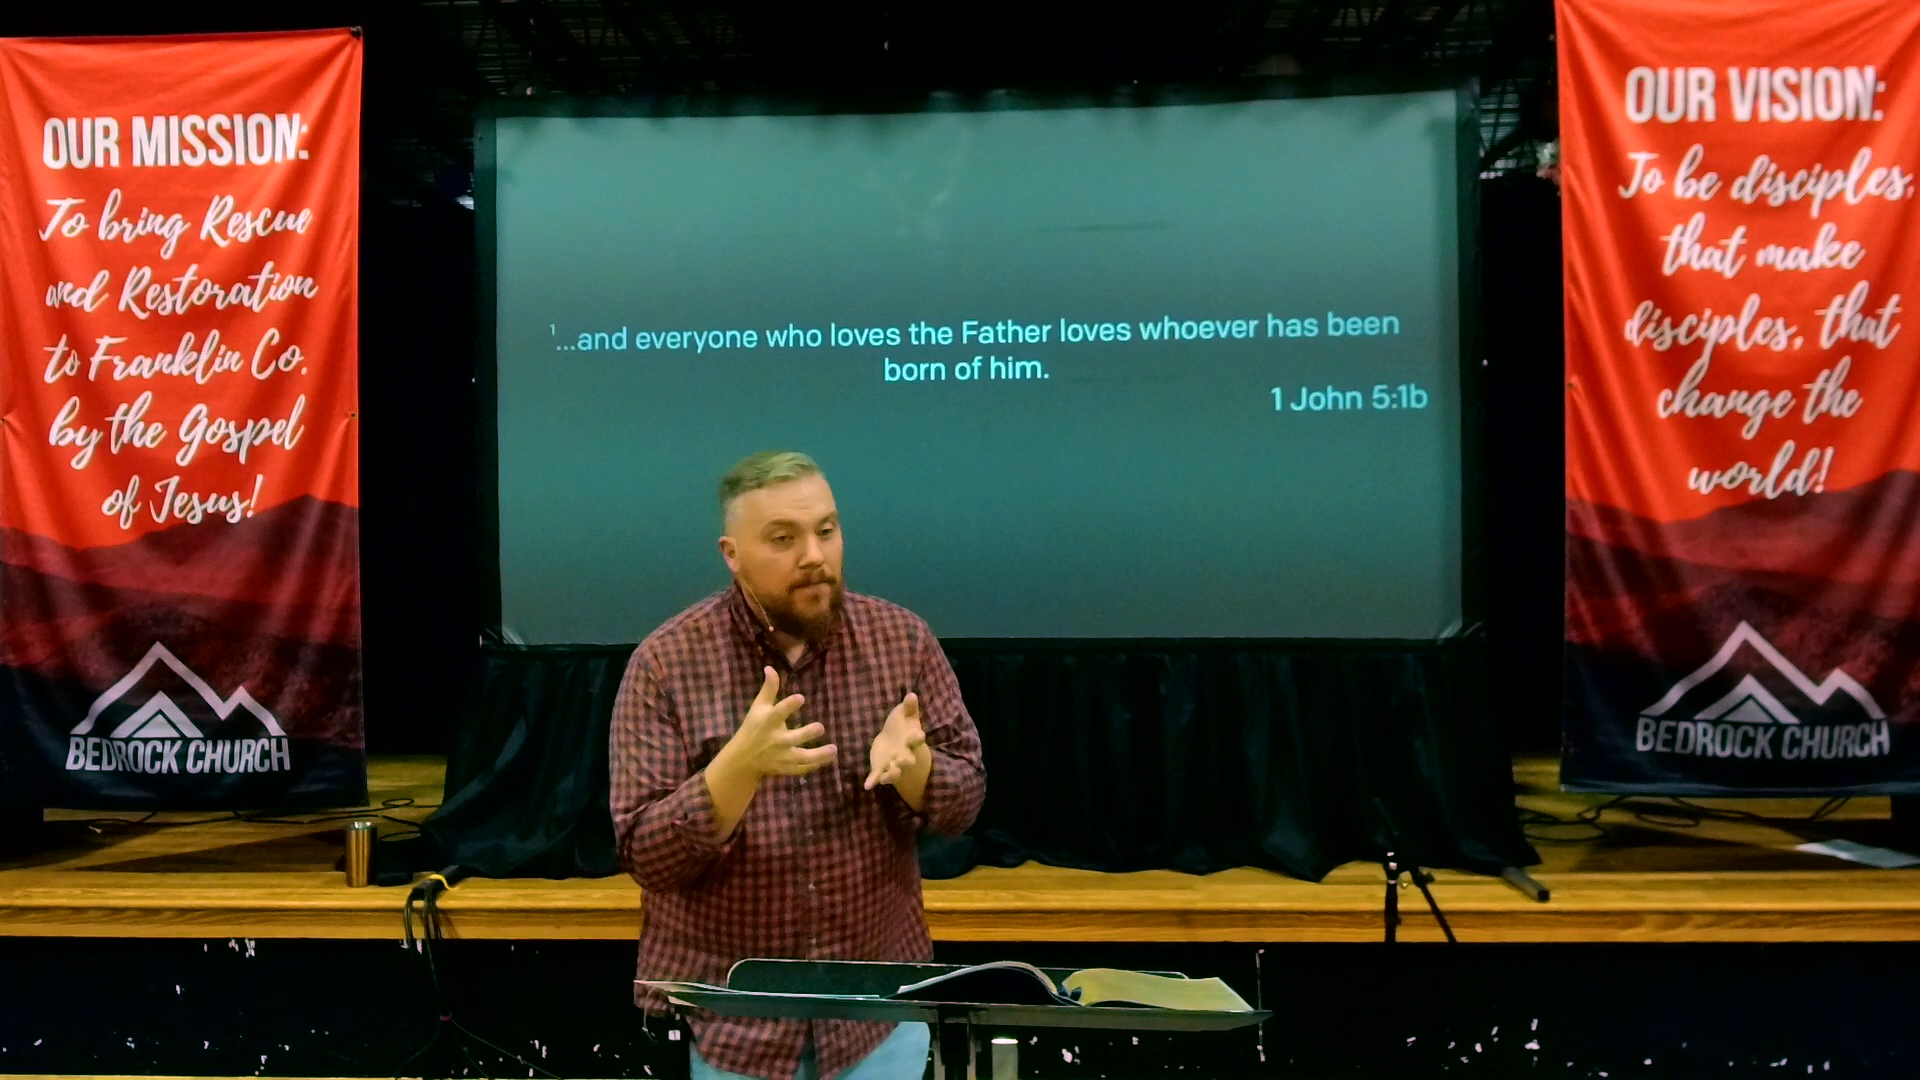 OUR MISSION:
To bring Rescue
and Restoration
to Franklin Co.
by the Gospel
of Jesus!
BEDROCK CHURCH
1...and everyone who loves the Father loves whoever has been
born of him.
1 John 5:1b
OUR VISION:
To be disciples,
that make
disciples, that
change the
world!
BEDROCK CHURCH